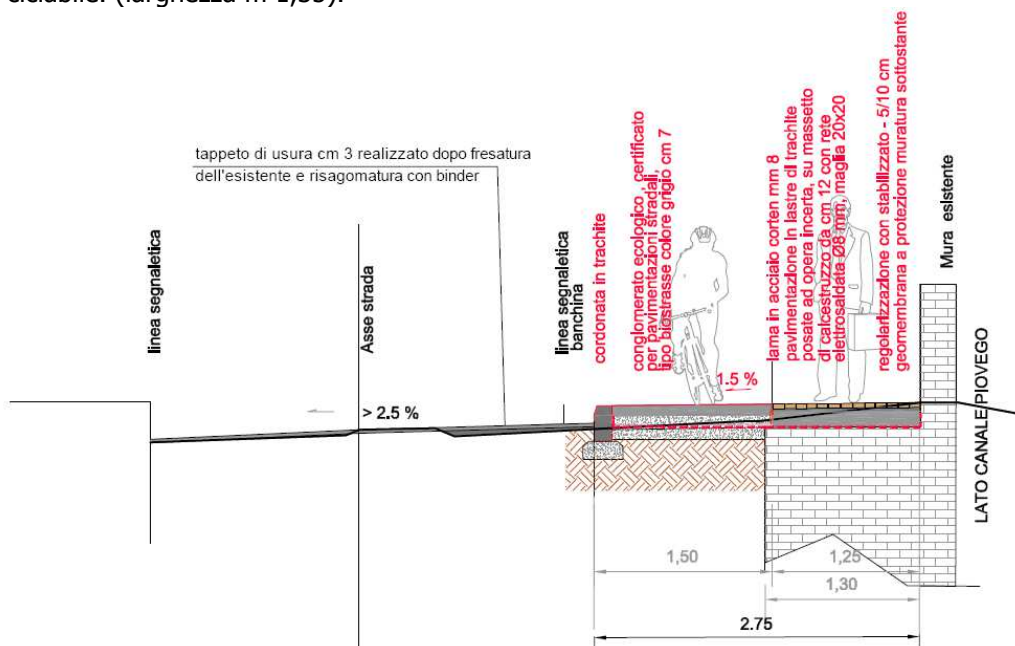 ciclabile. (larghezza m 1,35).
tappeto di usura cm 3 realizzato dopo fresatura
dell'esistente e risagomatura con binder
linea segnaletica
Asse strada
linea segnaletica
banchina
cordonata in trachite
conglomerato ecologico , certificato
per pavimentazioni stradali,
tipo biostrasse colore grigio cm 7
lama in acciaio corten mm 8
pavimentazione in lastre di trachite
posate ad opera incerta, su massetto
di calcestruzzo da cm 12 con rete
elettrosaldata Ø8 mm, maglia 20x20
regolarizzazione con stabilizzato - 5/10 cm
geomembrana a protezione muratura sottostante
Mura esistente
LATO CANALE PIOVEGO
> 2.5 %
1.5 %
1,50
1,25
1,30
2.75